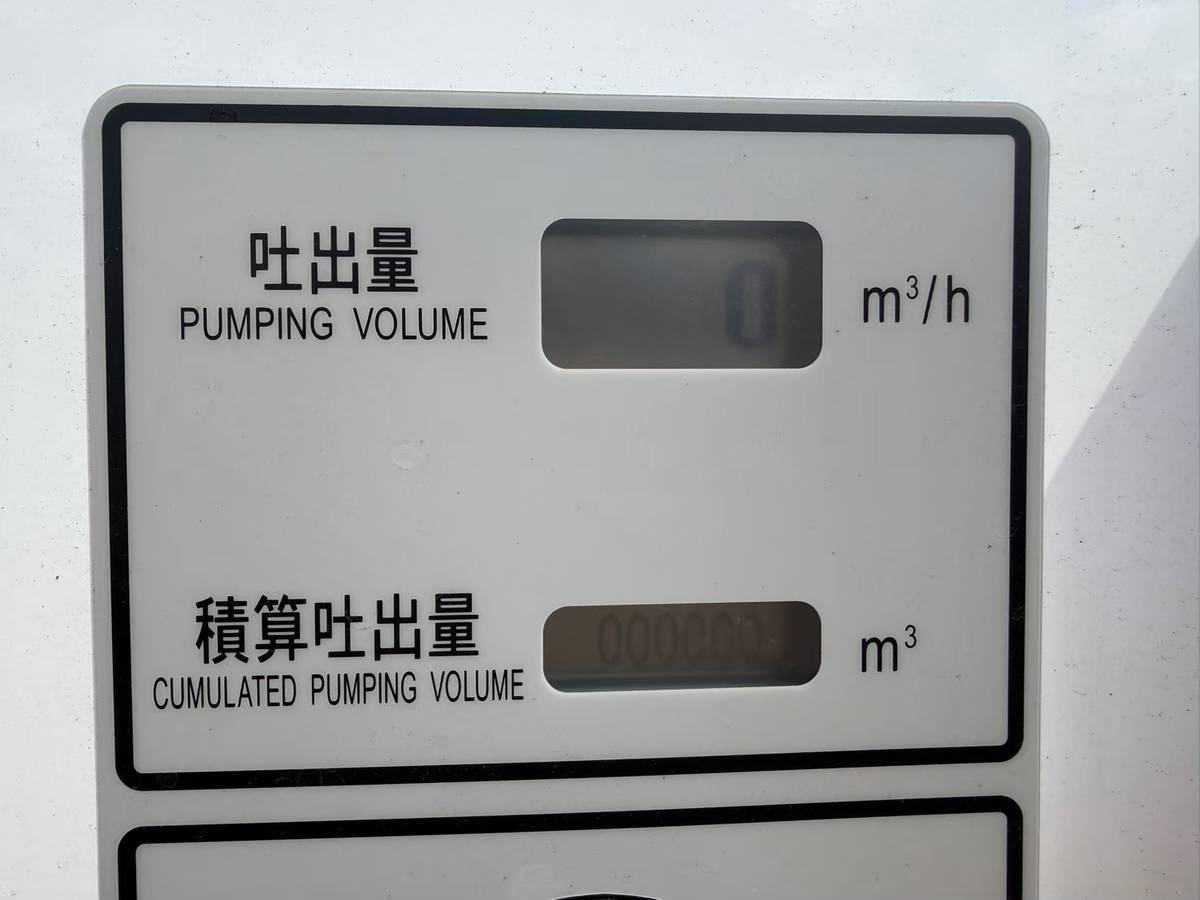 吐出量
PUMPING VOLUME
0
m³/h
積算吐出量
CUMULATED PUMPING VOLUME
m³